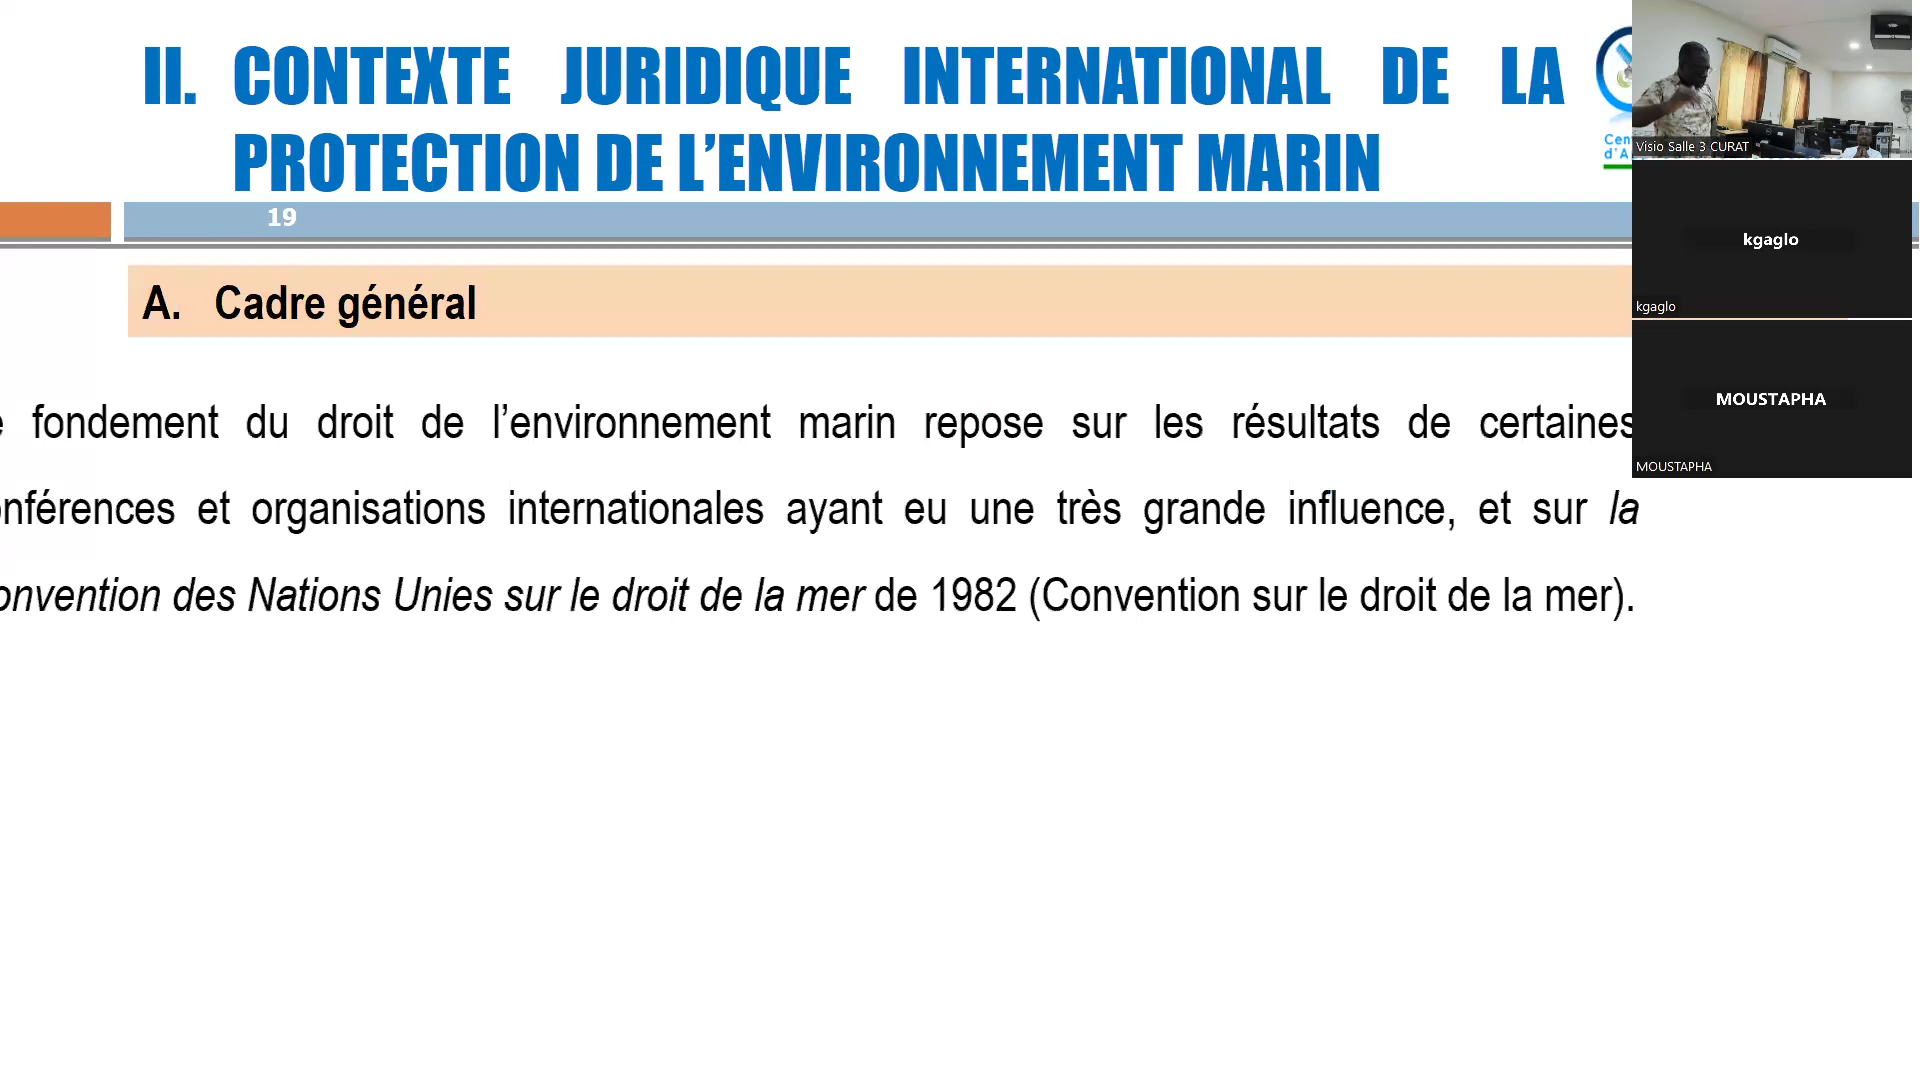 II. CONTEXTE JURIDIQUE INTERNATIONAL DE LA
PROTECTION DE L’ENVIRONNEMENT MARIN
19
A. Cadre général
fondement du droit de l’environnement marin repose sur les résultats de certaines
onférences et organisations internationales ayant eu une très grande influence, et sur la
onvention des Nations Unies sur le droit de la mer de 1982 (Convention sur le droit de la mer).
Cen
d'A
Visio Salle 3 CURAT
kgaglo
kgaglo
MOUSTAPHA
MOUSTAPHA